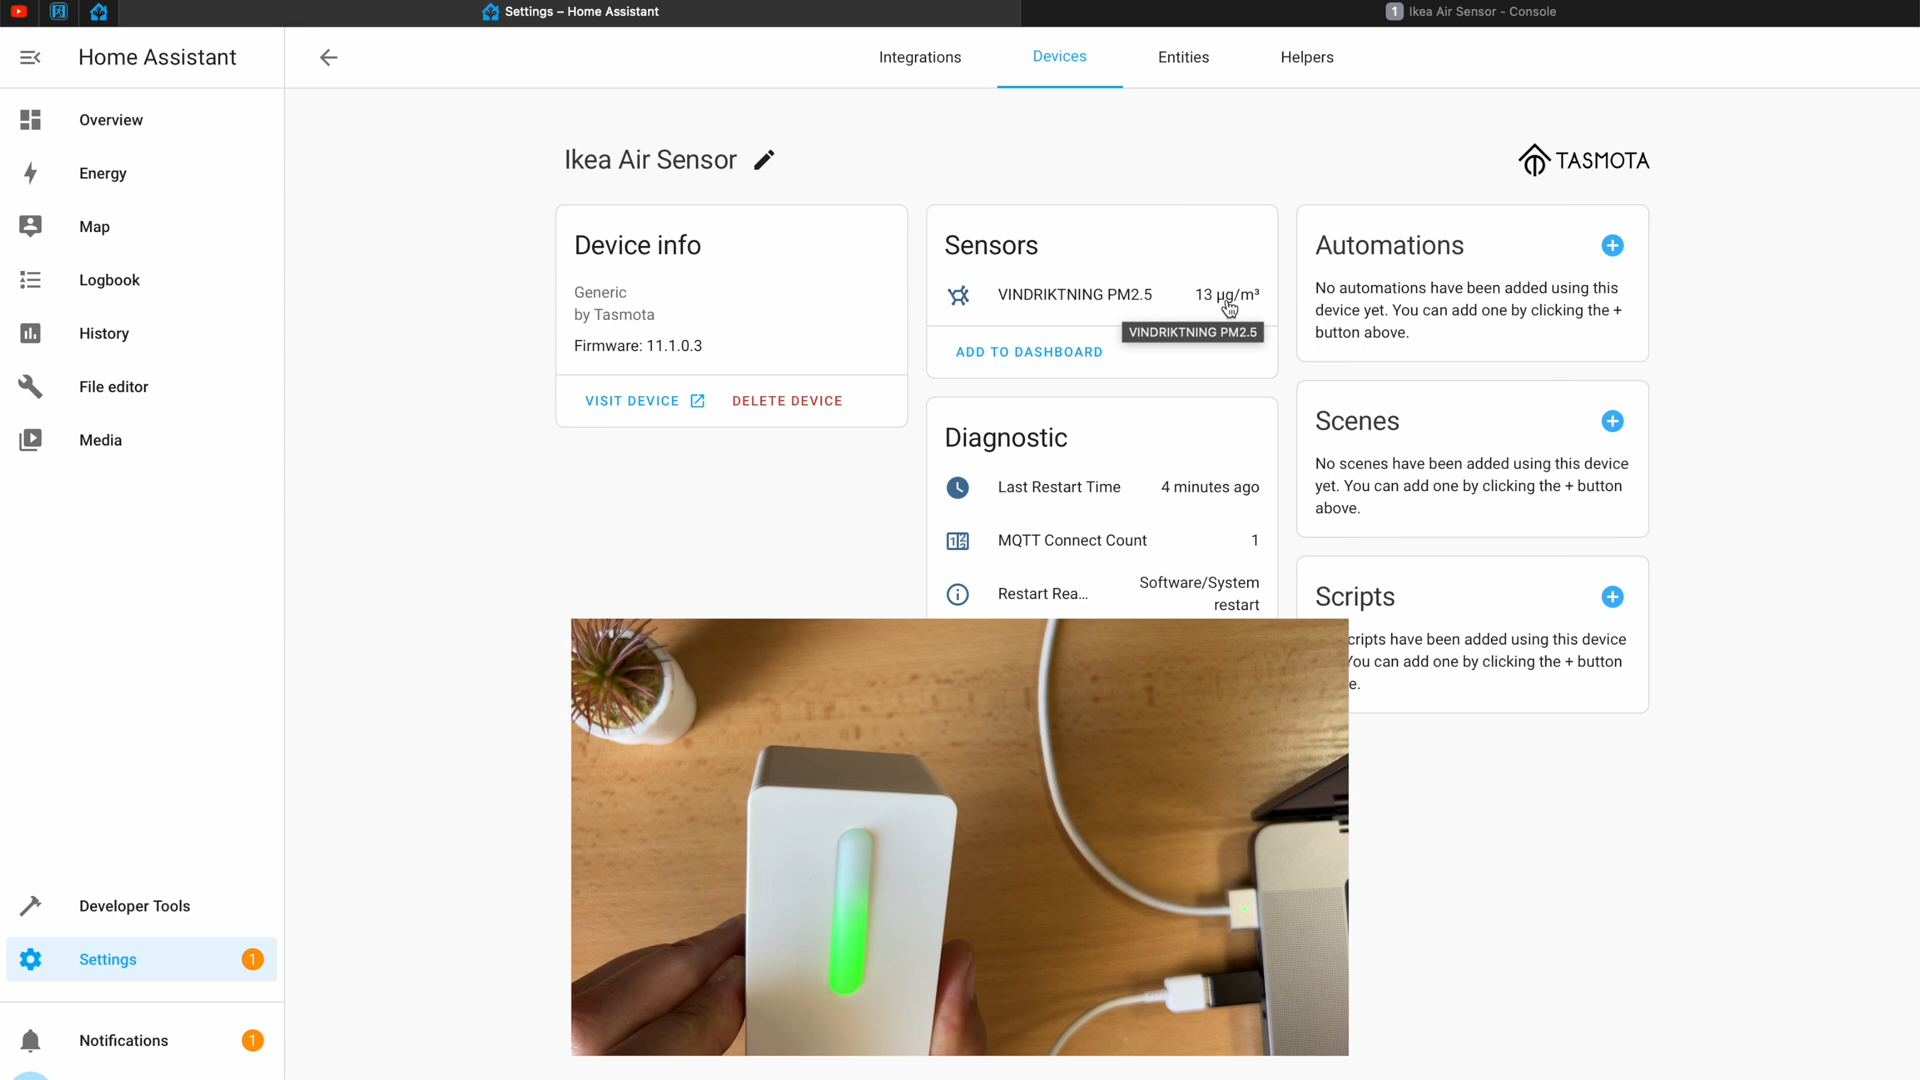 Settings – Home Assistant
1 Ikea Air Sensor - Console
Home Assistant
Integrations
Devices
Entities
Helpers
Overview
Energy
Map
Logbook
History
File editor
Media
Developer Tools
Settings 1
Notifications 1
Ikea Air Sensor
TASMOTA
Device info
Generic
by Tasmota
Firmware: 11.1.0.3
VISIT DEVICE
DELETE DEVICE
Sensors
VINDRIKTNING PM2.5 13 µg/m³
VINDRIKTNING PM2.5
ADD TO DASHBOARD
Diagnostic
Last Restart Time 4 minutes ago
MQTT Connect Count 1
Restart Rea... Software/System
restart
Automations
No automations have been added using this
device yet. You can add one by clicking the +
button above.
Scenes
No scenes have been added using this device
yet. You can add one by clicking the + button
above.
Scripts
cripts have been added using this device
You can add one by clicking the + button
e.